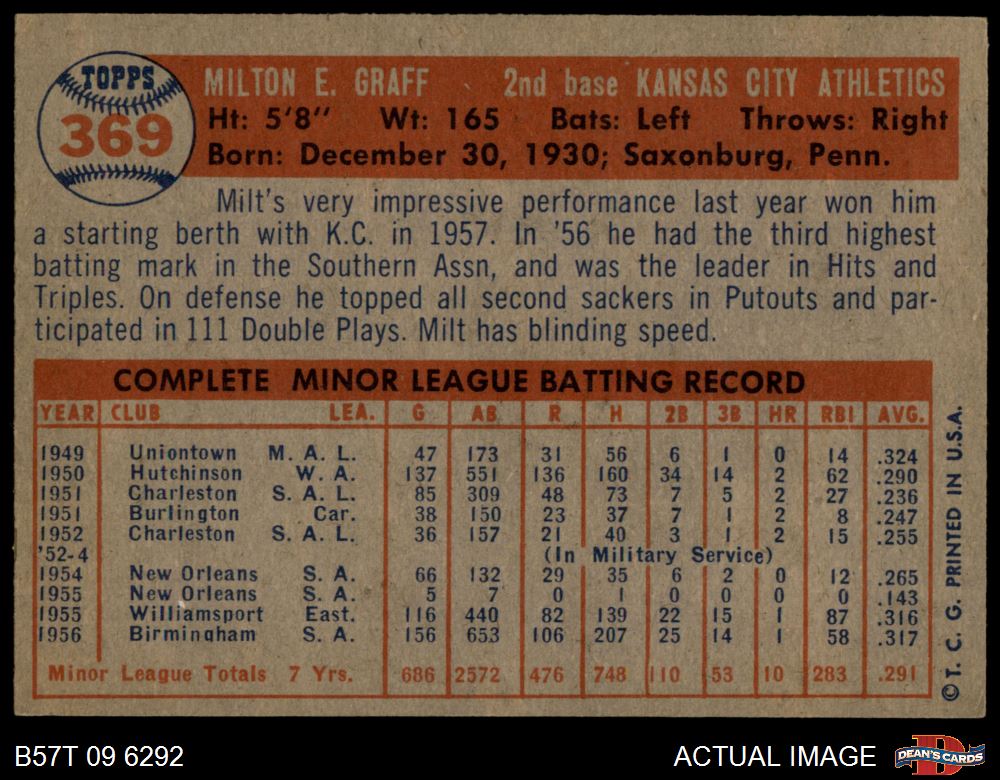 TOPPS
369
MILTON E. GRAFF 2nd base KANSAS CITY ATHLETICS
Ht: 5'8" Wt: 165 Bats: Left Throws: Right
Born: December 30, 1930; Saxonburg, Penn.
Milt's very impressive performance last year won him
a starting berth with K.C. in 1957. In '56 he had the third highest
batting mark in the Southern Assn, and was the leader in Hits and
Triples. On defense he topped all second sackers in Putouts and par-
ticipated in 111 Double Plays. Milt has blinding speed.
COMPLETE MINOR LEAGUE BATTING RECORD
YEAR CLUB LEA. G AB R H 2B 3B HR RBI AVG.
1949 Uniontown M. A. L. 47 173 31 56 6 1 0 14 .324
1950 Hutchinson W. A. 137 551 136 160 34 14 2 62 .290
1951 Charleston S. A. L. 85 309 48 73 7 5 2 27 .236
1951 Burlington Car. 38 150 23 37 7 1 2 8 .247
1952 Charleston S. A. L. 36 157 21 40 3 1 2 15 .255
'52-4 (In Military Service)
1954 New Orleans S. A. 66 132 29 35 6 2 0 12 .265
1955 New Orleans S. A. 5 7 0 1 0 0 0 0 .143
1955 Williamsport East. 116 440 82 139 22 15 1 87 .316
1956 Birmingham S. A. 156 653 106 207 25 14 1 58 .317
Minor League Totals 7 Yrs. 686 2572 476 748 110 53 10 283 .291
©T. C. G. PRINTED IN U.S.A.
B57T 09 6292 ACTUAL IMAGE
DEAN'S CARDS